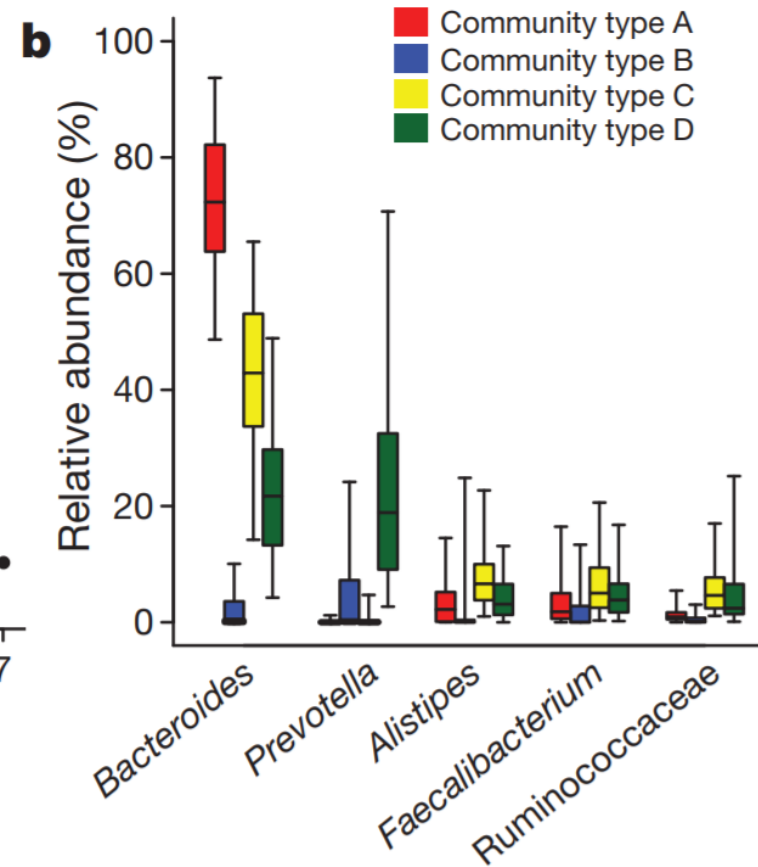 b
Community type A
Community type B
Community type C
Community type D
Relative abundance (%)
100
80
60
40
20
0
7
Bacteroides
Prevotella
Alistipes
Faecalibacterium
Ruminococcaceae